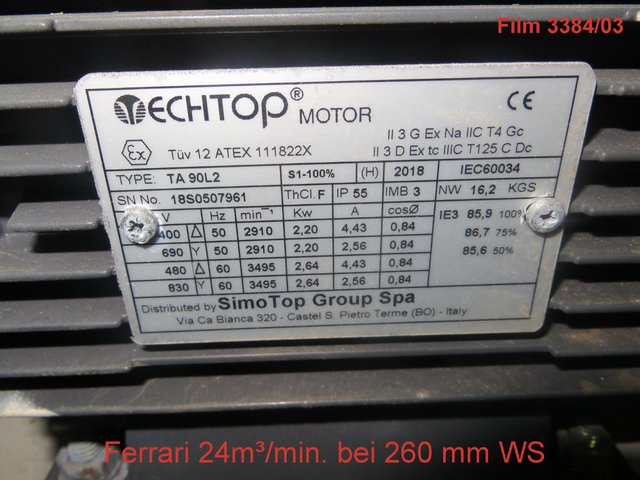 Film 3384/03
TECHTOP® MOTOR CE
Ex Tüv 12 ATEX 111822X II 3 G Ex Na IIC T4 Gc
II 3 D Ex tc IIIC T125 C Dc
TYPE: TA 90L2 S1-100% (H) 2018 IEC60034
SN No. 18S0507961 ThCl. F IP 55 IMB 3 NW 16,2 KGS
V Hz min⁻¹ Kw A cosØ IE3 85,9 100%
400 Δ 50 2910 2,20 4,43 0,84 86,7 75%
690 Y 50 2910 2,20 2,56 0,84 85,6 50%
480 Δ 60 3495 2,64 4,43 0,84
830 Y 60 3495 2,64 2,56 0,84
Distributed by SimoTop Group Spa
Via Ca Bianca 320 - Castel S. Pietro Terme (BO) - Italy
Ferrari 24m³/min. bei 260 mm WS